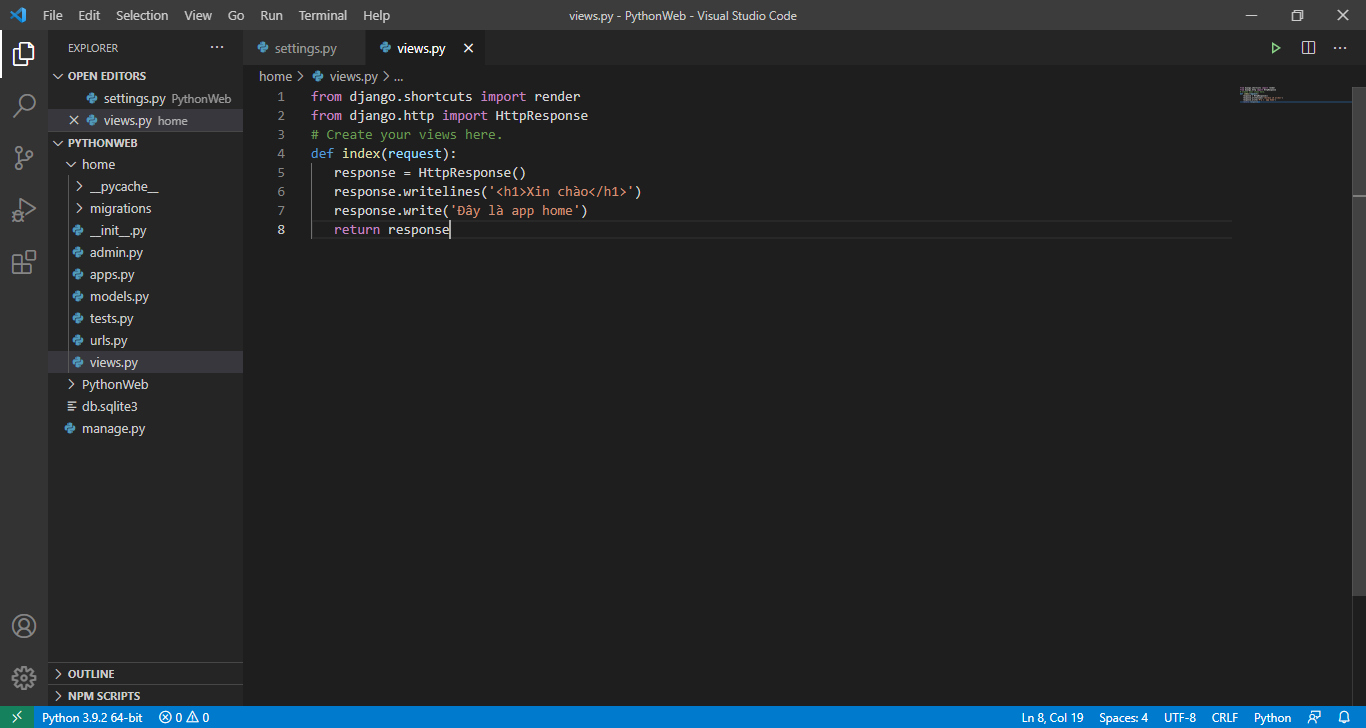 File Edit Selection View Go Run Terminal Help
views.py - PythonWeb - Visual Studio Code
EXPLORER
OPEN EDITORS
settings.py PythonWeb
views.py home
PYTHONWEB
home
__pycache__
migrations
__init__.py
admin.py
apps.py
models.py
tests.py
urls.py
views.py
PythonWeb
db.sqlite3
manage.py
OUTLINE
NPM SCRIPTS
settings.py views.py
home > views.py > ...
1 from django.shortcuts import render
2 from django.http import HttpResponse
3 # Create your views here.
4 def index(request):
5 response = HttpResponse()
6 response.writelines('<h1>Xin chào</h1>')
7 response.write('Đây là app home')
8 return response
Python 3.9.2 64-bit 0 0 Ln 8, Col 19 Spaces: 4 UTF-8 CRLF Python